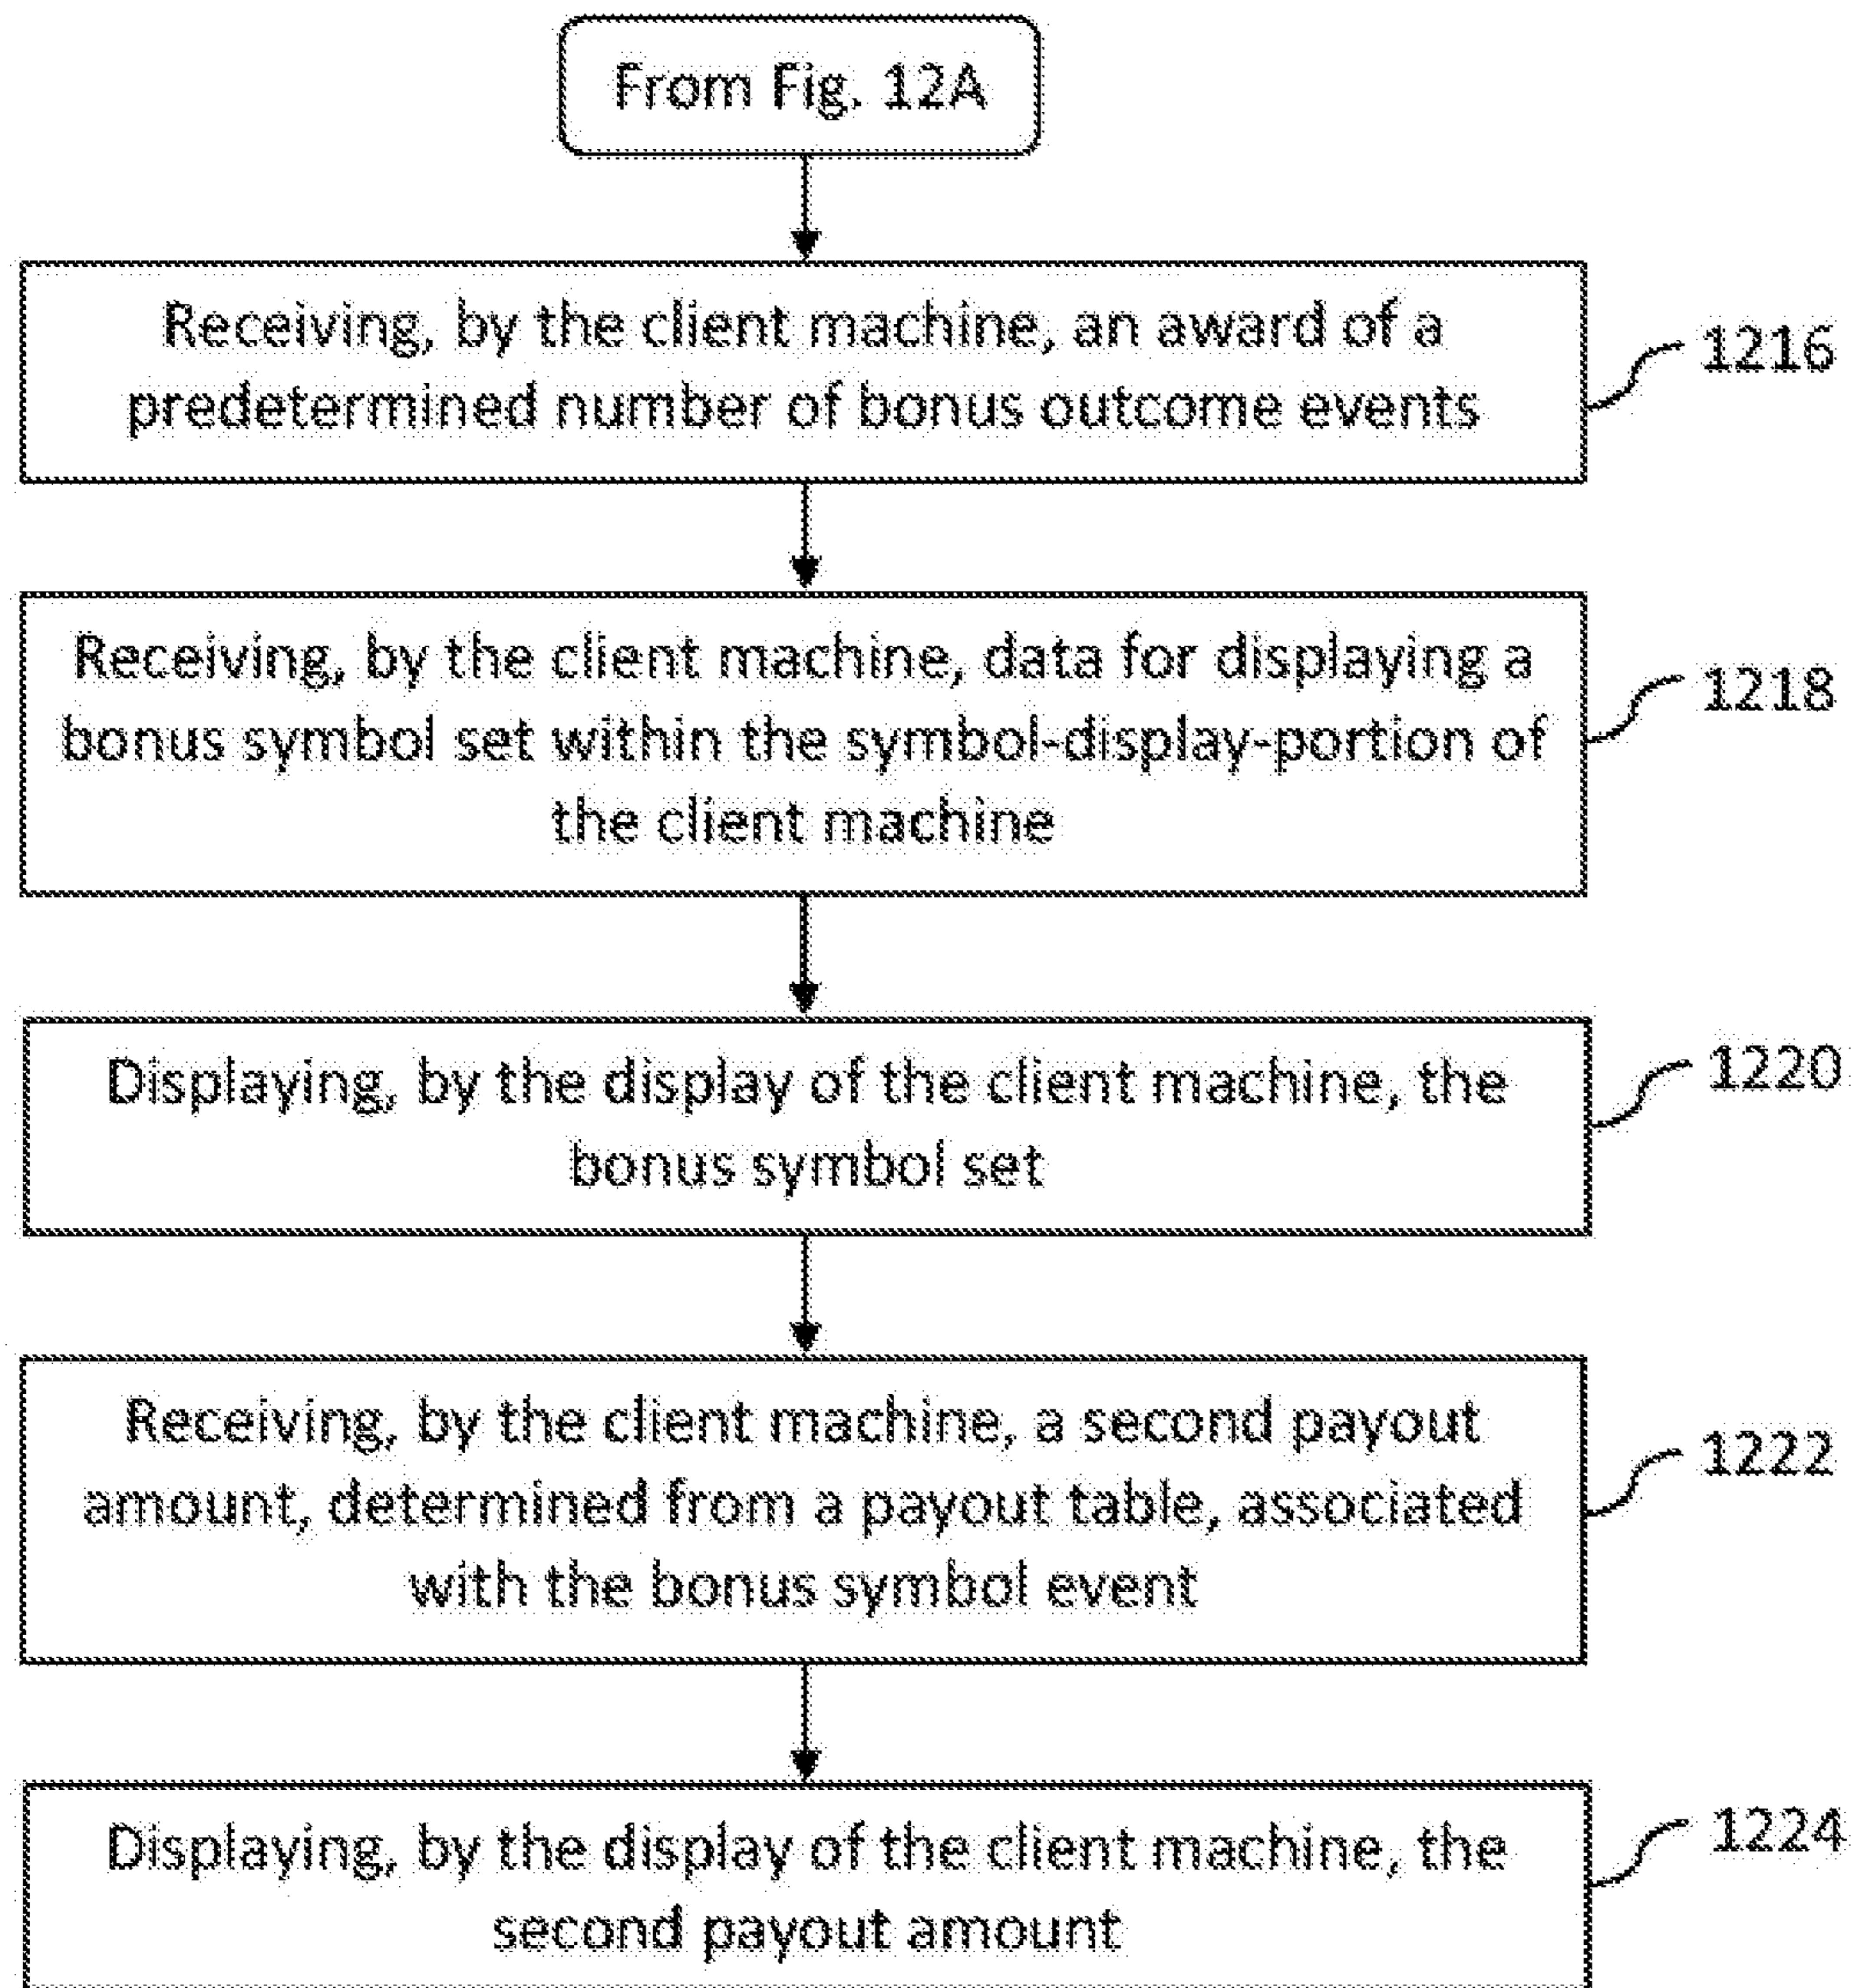 From Fig. 12A
Receiving, by the client machine, an award of a
predetermined number of bonus outcome events
1216
Receiving, by the client machine, data for displaying a
bonus symbol set within the symbol-display-portion of
the client machine
1218
Displaying, by the display of the client machine, the
bonus symbol set
1220
Receiving, by the client machine, a second payout
amount, determined from a payout table, associated
with the bonus symbol event
1222
Displaying, by the display of the client machine, the
second payout amount
1224